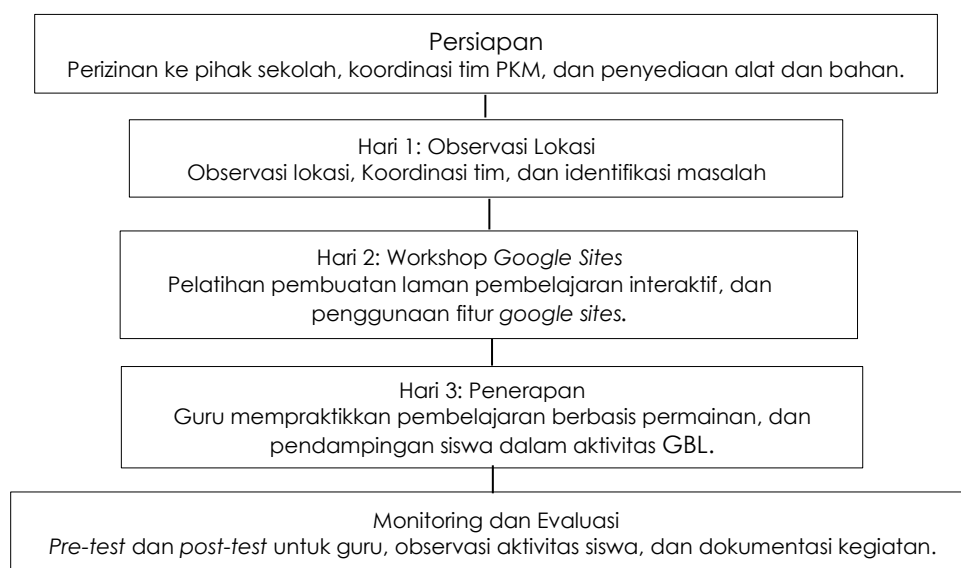 Persiapan
Perizinan ke pihak sekolah, koordinasi tim PKM, dan penyediaan alat dan bahan.
Hari 1: Observasi Lokasi
Observasi lokasi, Koordinasi tim, dan identifikasi masalah
Hari 2: Workshop Google Sites
Pelatihan pembuatan laman pembelajaran interaktif, dan
penggunaan fitur google sites.
Hari 3: Penerapan
Guru mempraktikkan pembelajaran berbasis permainan, dan
pendampingan siswa dalam aktivitas GBL.
Monitoring dan Evaluasi
Pre-test dan post-test untuk guru, observasi aktivitas siswa, dan dokumentasi kegiatan.